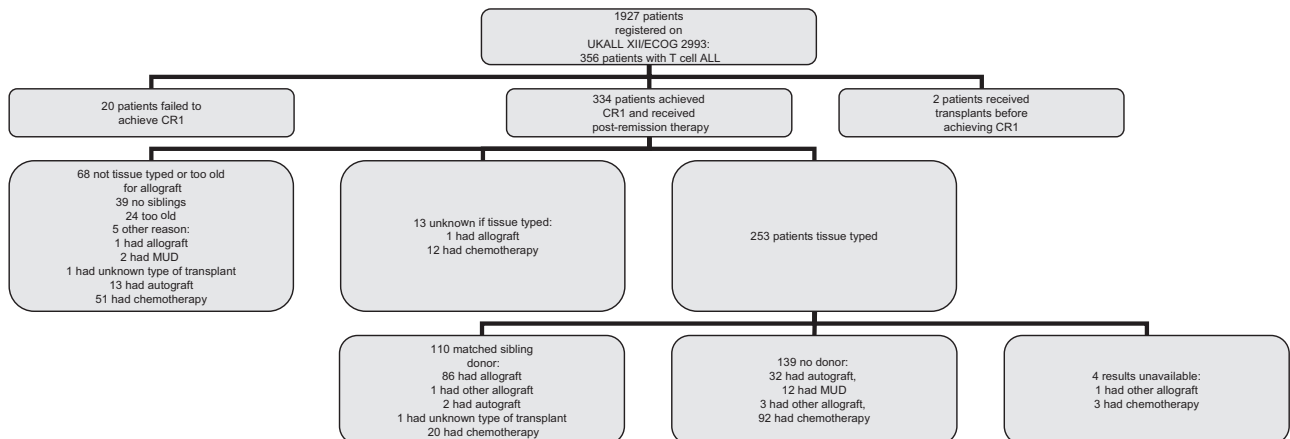 1927 patients
registered on
UKALL XII/ECOG 2993:
356 patients with T cell ALL
20 patients failed to
achieve CR1
334 patients achieved
CR1 and received
post-remission therapy
2 patients received
transplants before
achieving CR1
68 not tissue typed or too old
for allograft
39 no siblings
24 too old
5 other reason:
1 had allograft
2 had MUD
1 had unknown type of transplant
13 had autograft
51 had chemotherapy
13 unknown if tissue typed:
1 had allograft
12 had chemotherapy
253 patients tissue typed
110 matched sibling
donor:
86 had allograft
1 had other allograft
2 had autograft
1 had unknown type of transplant
20 had chemotherapy
139 no donor:
32 had autograft,
12 had MUD
3 had other allograft,
92 had chemotherapy
4 results unavailable:
1 had other allograft
3 had chemotherapy